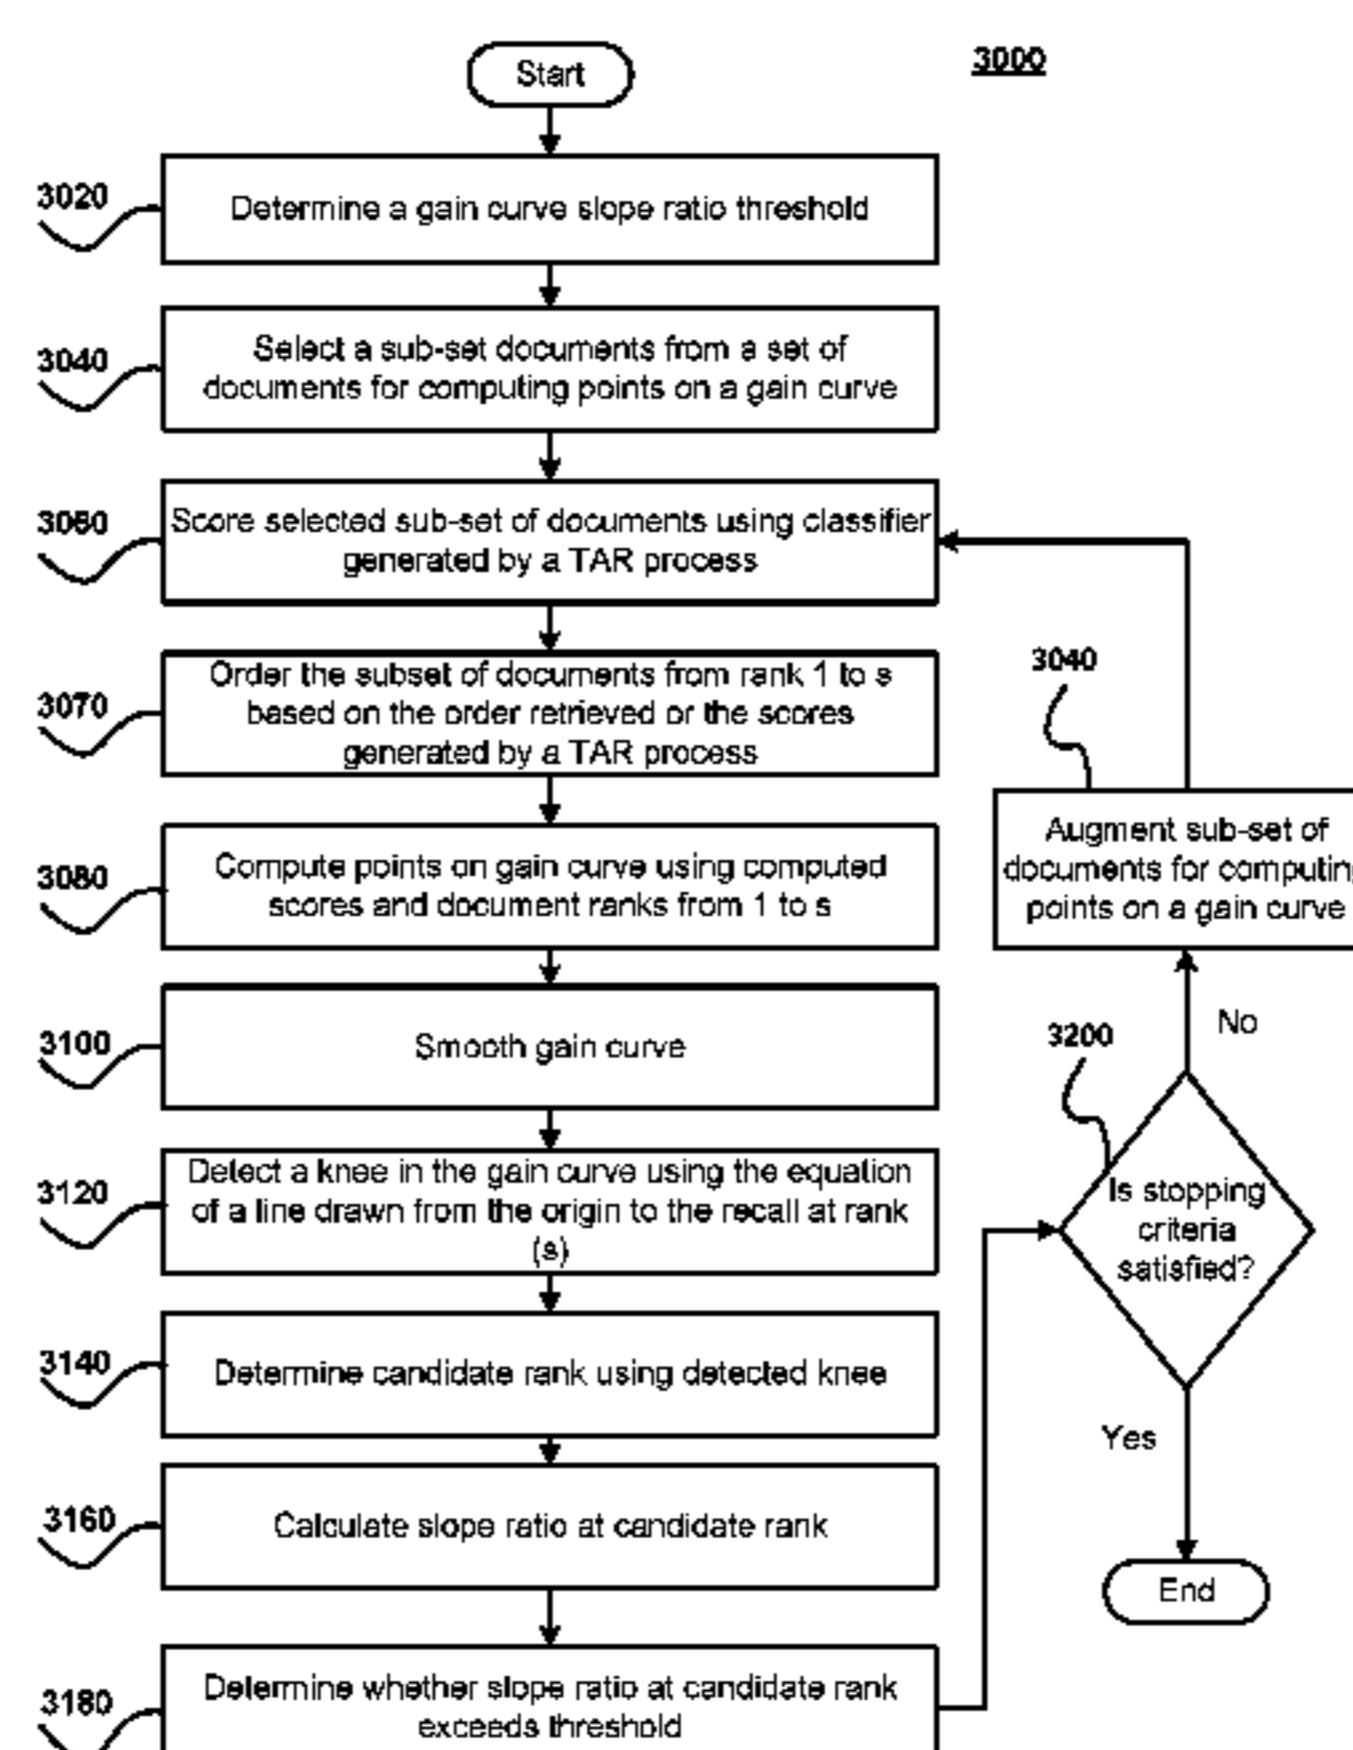 Start
3000
3020
Determine a gain curve slope ratio threshold
3040
Select a sub-set documents from a set of
documents for computing points on a gain curve
3060
Score selected sub-set of documents using classifier
generated by a TAR process
3070
Order the subset of documents from rank 1 to s
based on the order retrieved or the scores
generated by a TAR process
3080
Compute points on gain curve using computed
scores and document ranks from 1 to s
3100
Smooth gain curve
3120
Detect a knee in the gain curve using the equation
of a line drawn from the origin to the recall at rank
(s)
3140
Determine candidate rank using detected knee
3160
Calculate slope ratio at candidate rank
3180
Determine whether slope ratio at candidate rank
exceeds threshold
3040
Augment sub-set of
documents for computing
points on a gain curve
No
3200
Is stopping
criteria
satisfied?
Yes
End